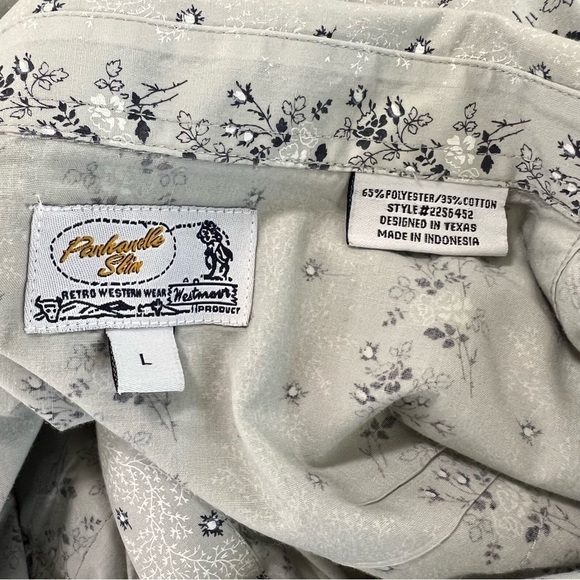 Panhandle
Slim
RETRO WESTERN WEAR
Westmoor
PRODUCT
L
65% POLYESTER/35% COTTON
STYLE#2256452
DESIGNED IN TEXAS
MADE IN INDONESIA